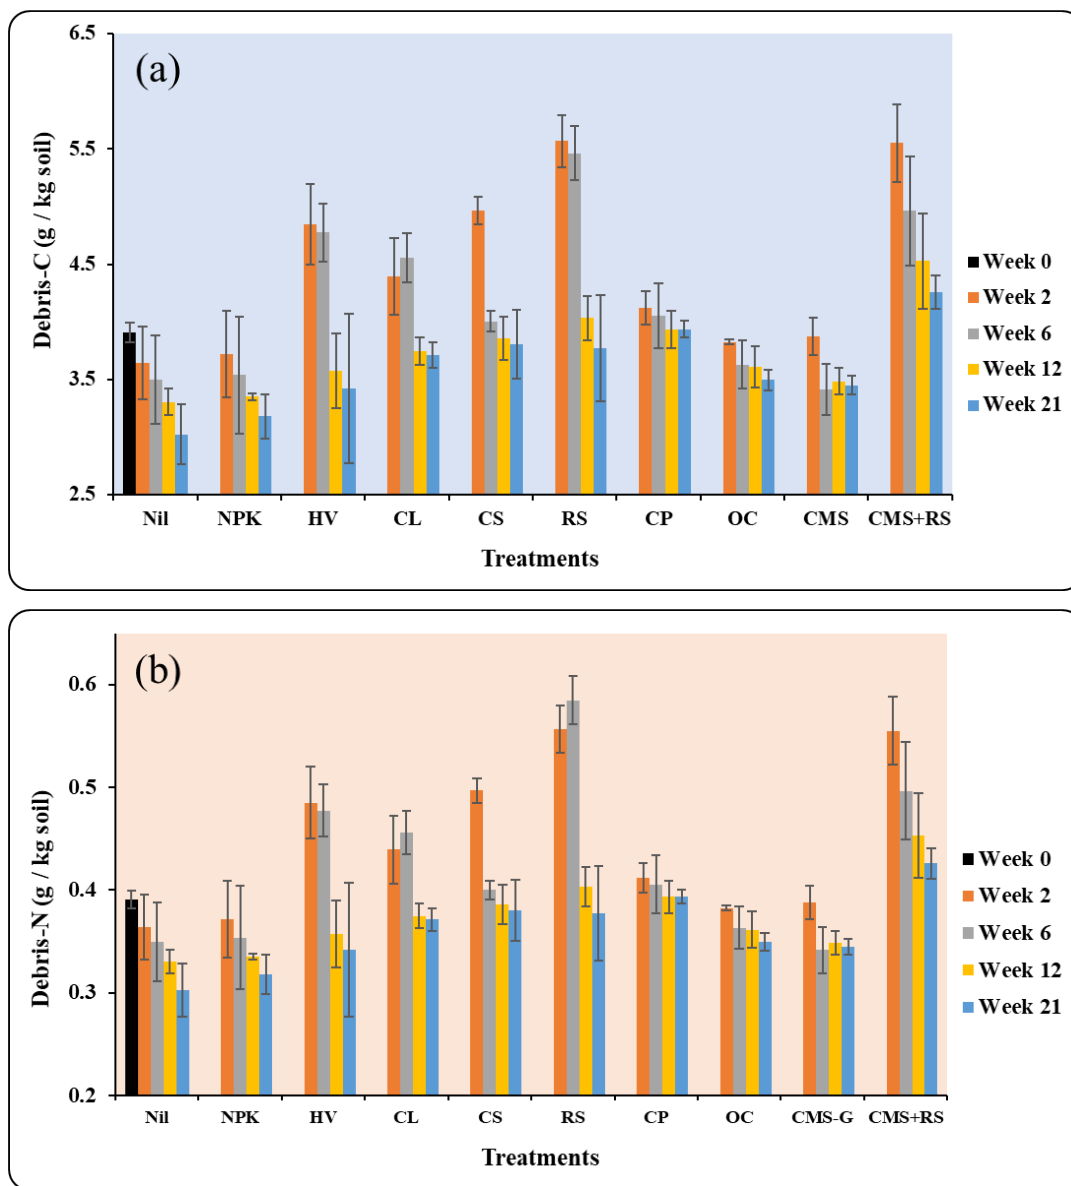 (a)
Debris-C (g / kg soil)
6.5
5.5
4.5
3.5
2.5
Nil NPK HV CL CS RS CP OC CMS CMS+RS
Treatments
Week 0
Week 2
Week 6
Week 12
Week 21
(b)
Debris-N (g / kg soil)
0.6
0.5
0.4
0.3
0.2
Nil NPK HV CL CS RS CP OC CMS-G CMS+RS
Treatments
Week 0
Week 2
Week 6
Week 12
Week 21